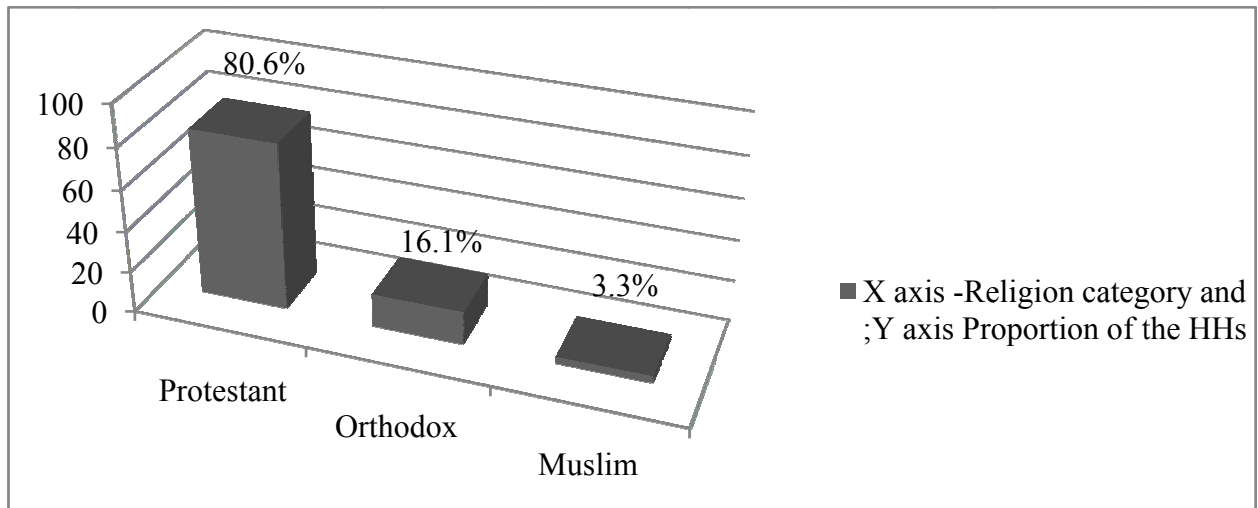 80.6%
16.1%
3.3%
100
80
60
40
20
0
Protestant
Orthodox
Muslim
X axis -Religion category and
;Y axis Proportion of the HHs